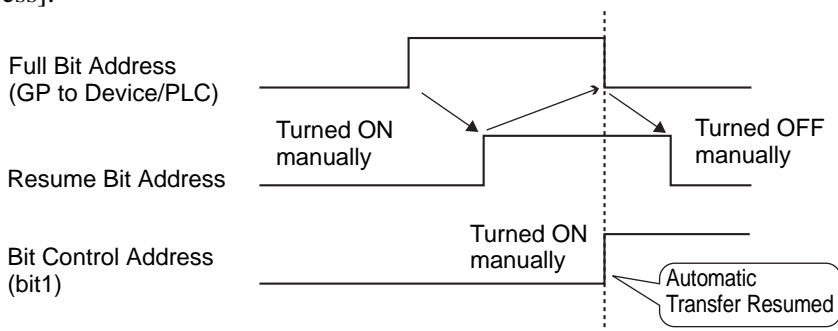 ess].
Full Bit Address
(GP to Device/PLC)
Turned ON
manually
Turned OFF
manually
Resume Bit Address
Turned ON
manually
Bit Control Address
(bit1)
Automatic
Transfer Resumed